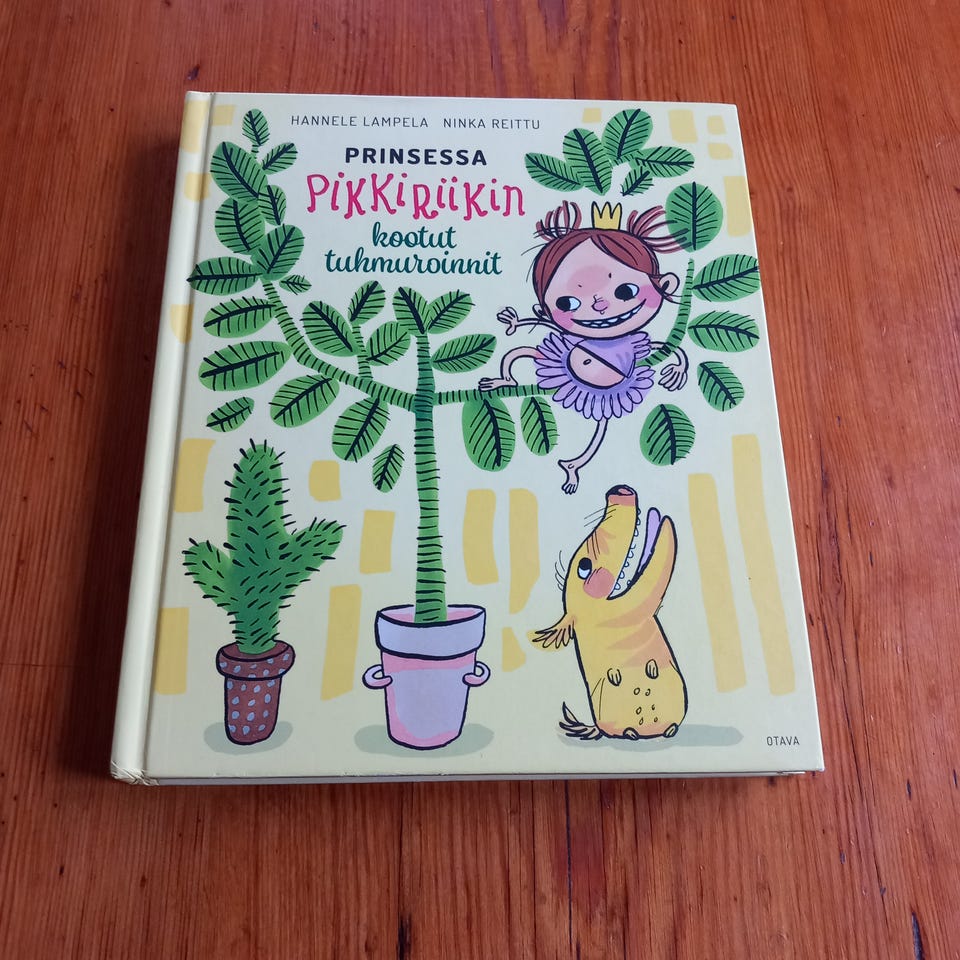 HANNELE LAMPELA NINKA REITTU
PRINSESSA
PIKKIRIIKIN
kootut
tuhmuroinnit
OTAVA